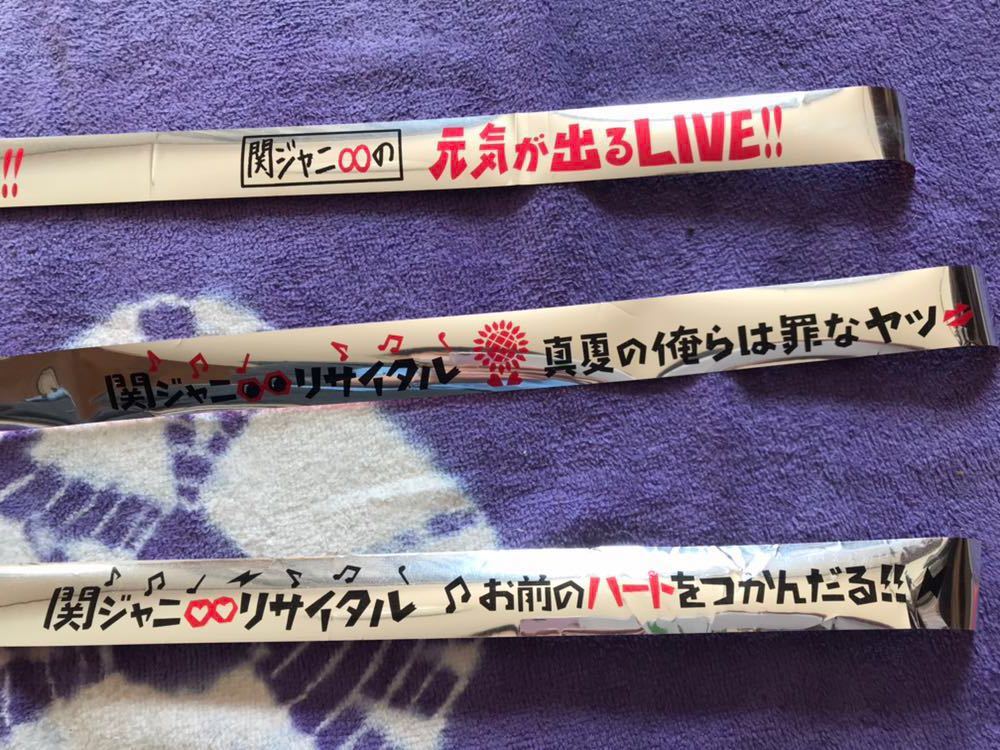 !! 関ジャニ∞の 元気が出るLIVE!!
関ジャニ∞リサイタル 真夏の俺らは罪なヤツ
関ジャニ∞リサイタル ♪お前のハートをつかんだる!!